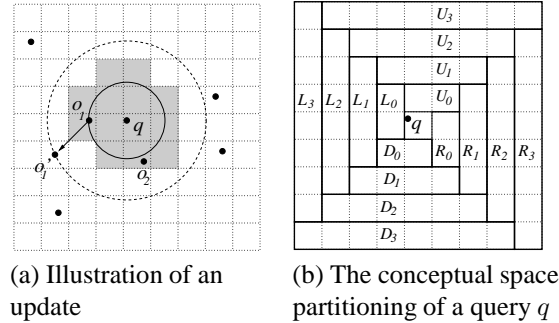 o₁
q
o₁'
o₂
(a) Illustration of an
update
U₃
U₂
U₁
L₃ L₂ L₁ L₀ U₀
q
D₀ R₀ R₁ R₂ R₃
D₁
D₂
D₃
(b) The conceptual space
partitioning of a query q